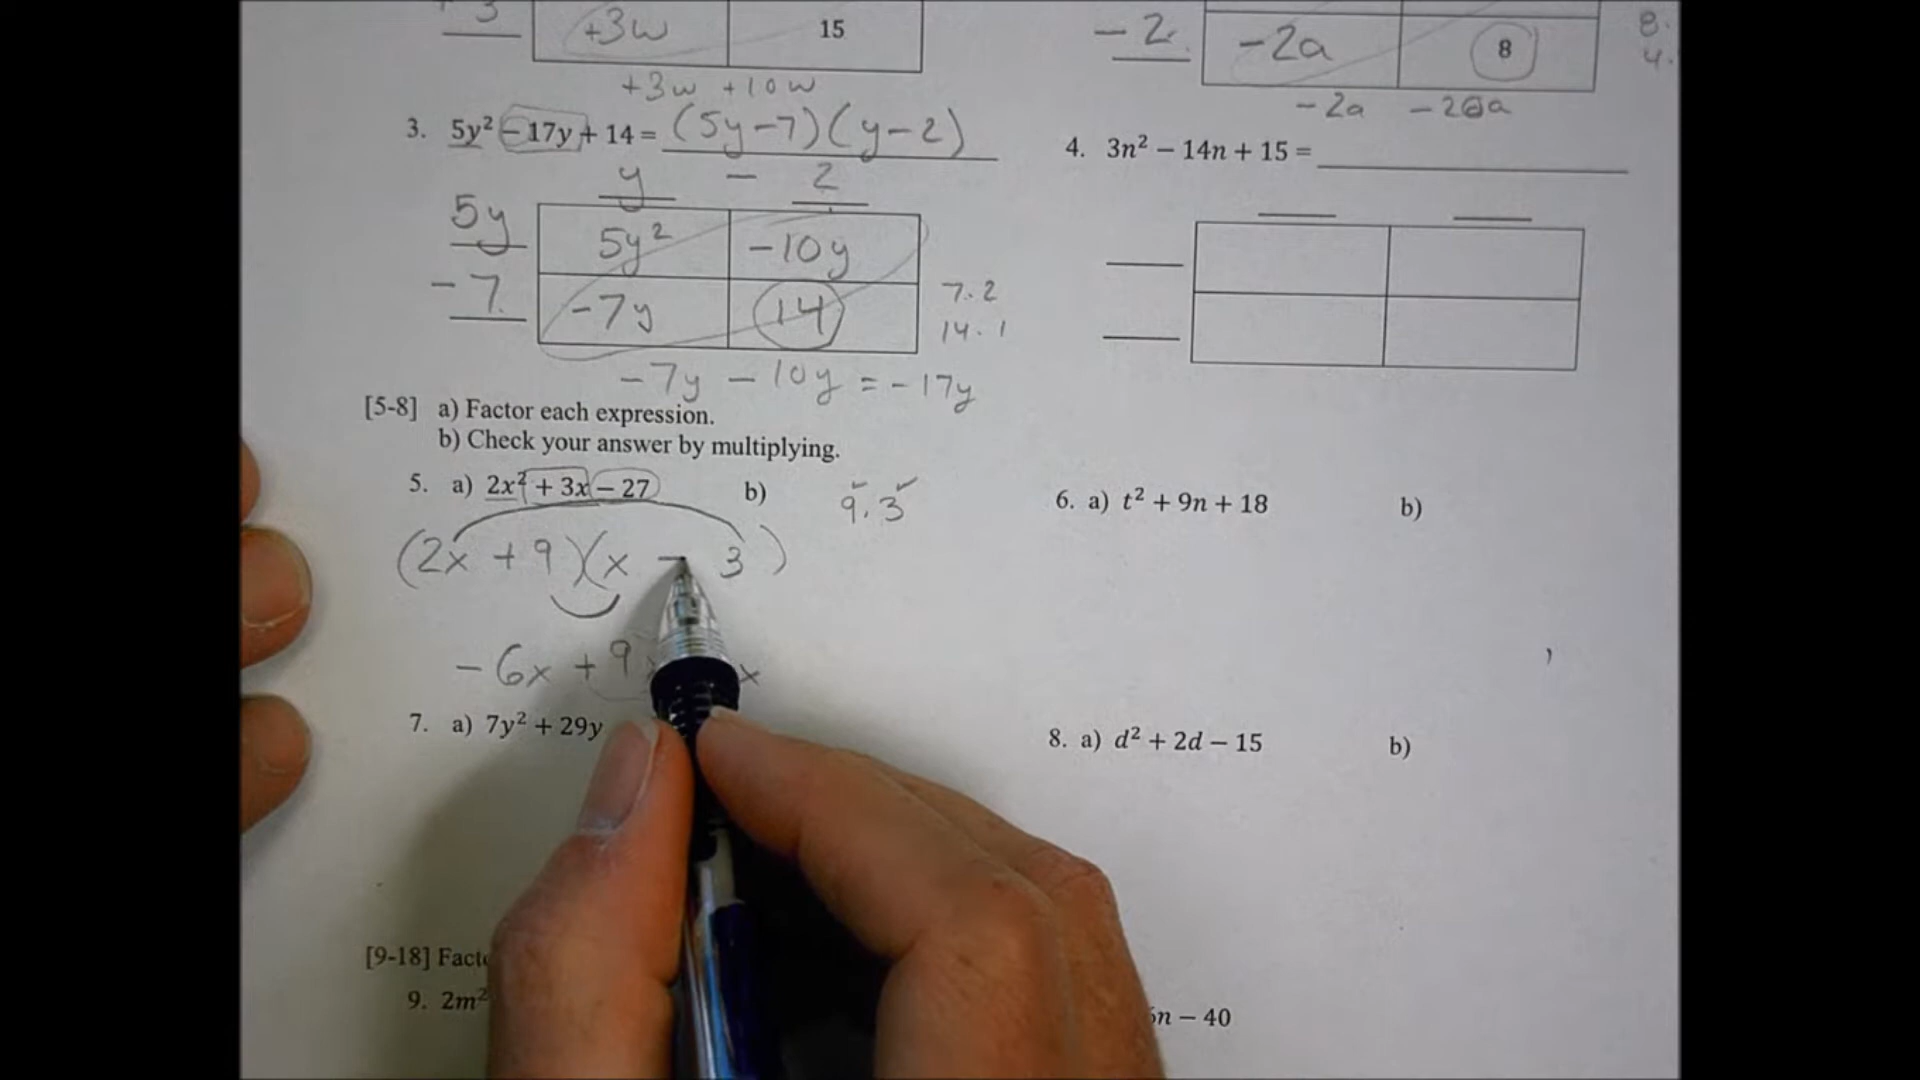 + 3 +3w 15
+3w +10w
- 2 -2a 8
-2a
8.
4.
3. 5y² − 17y + 14 = (5y-7)(y-2)
y - 2
5y 5y² -10y
-7 -7y 14
7.2
14.1
-7y - 10y = -17y
4. 3n² − 14n + 15 =
[5-8] a) Factor each expression.
b) Check your answer by multiplying.
5. a) 2x² + 3x − 27 b) 9.3
(2x + 9)(x - 3)
-6x + 9 x
6. a) t² + 9n + 18 b)
7. a) 7y² + 29y
8. a) d² + 2d − 15 b)
[9-18]
9. 2m²
n − 40